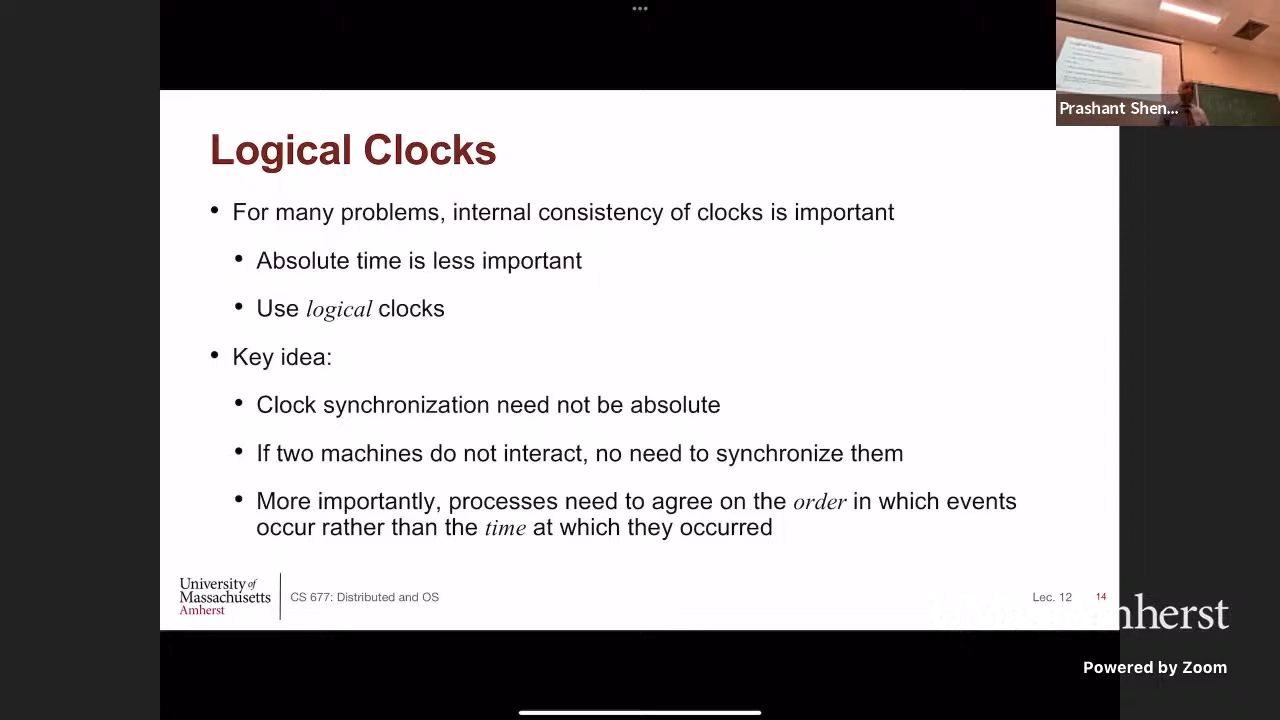 Prashant Shen...
Logical Clocks
• For many problems, internal consistency of clocks is important
• Absolute time is less important
• Use logical clocks
• Key idea:
• Clock synchronization need not be absolute
• If two machines do not interact, no need to synchronize them
• More importantly, processes need to agree on the order in which events
occur rather than the time at which they occurred
University of
Massachusetts
Amherst
CS 677: Distributed and OS
Lec. 12
14
Amherst
Powered by Zoom